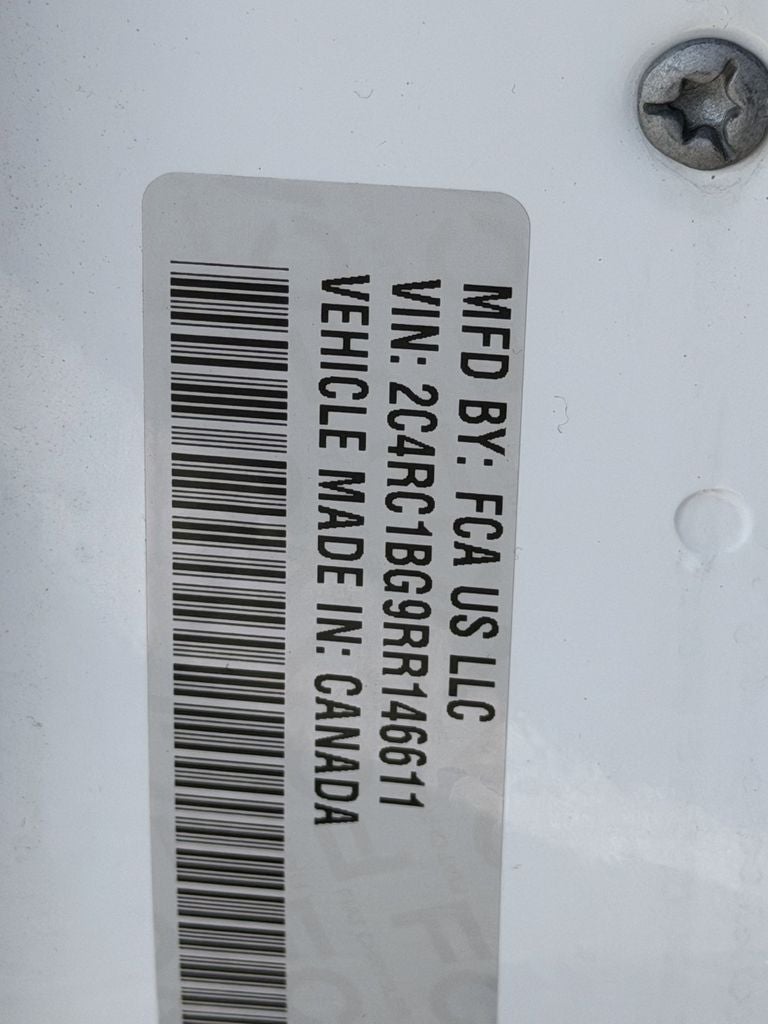 MFD BY: FCA US LLC
VIN: 2C4RC1BG9RR146611
VEHICLE MADE IN: CANADA